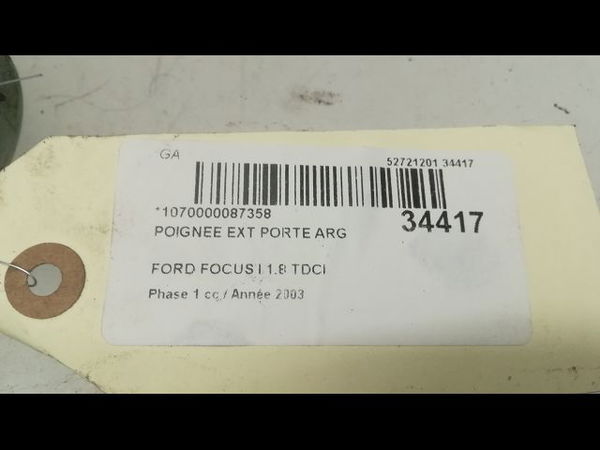 GA
52721201 34417
*1070000087358
34417
POIGNEE EXT PORTE ARG
FORD FOCUS I 1.8 TDCI
Phase 1 cc / Année 2003